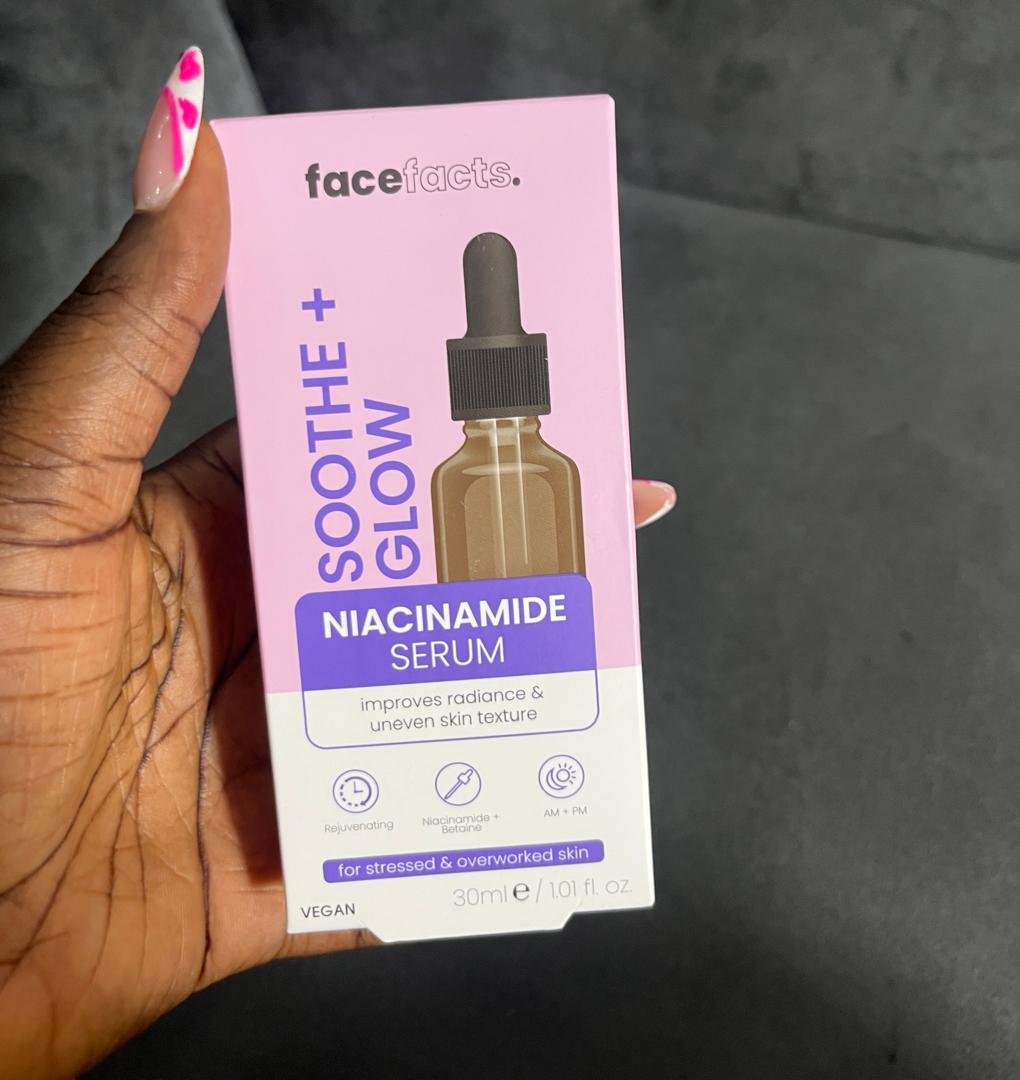 facefacts.
SOOTHE +
GLOW
NIACINAMIDE
SERUM
improves radiance &
uneven skin texture
Rejuvenating
Niacinamide +
Betaine
AM + PM
for stressed & overworked skin
30ml e / 1.01 fl. oz.
VEGAN